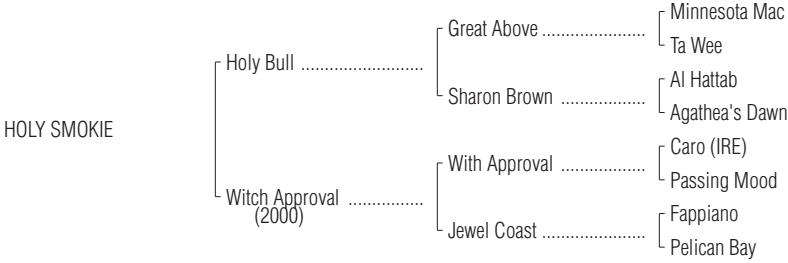 Minnesota Mac
Great Above ......................
Ta Wee
Holy Bull ..........................
Al Hattab
Sharon Brown ..................
Agathea's Dawn
HOLY SMOKIE
Caro (IRE)
With Approval ..................
Passing Mood
Witch Approval ................
(2000)
Fappiano
Jewel Coast ......................
Pelican Bay